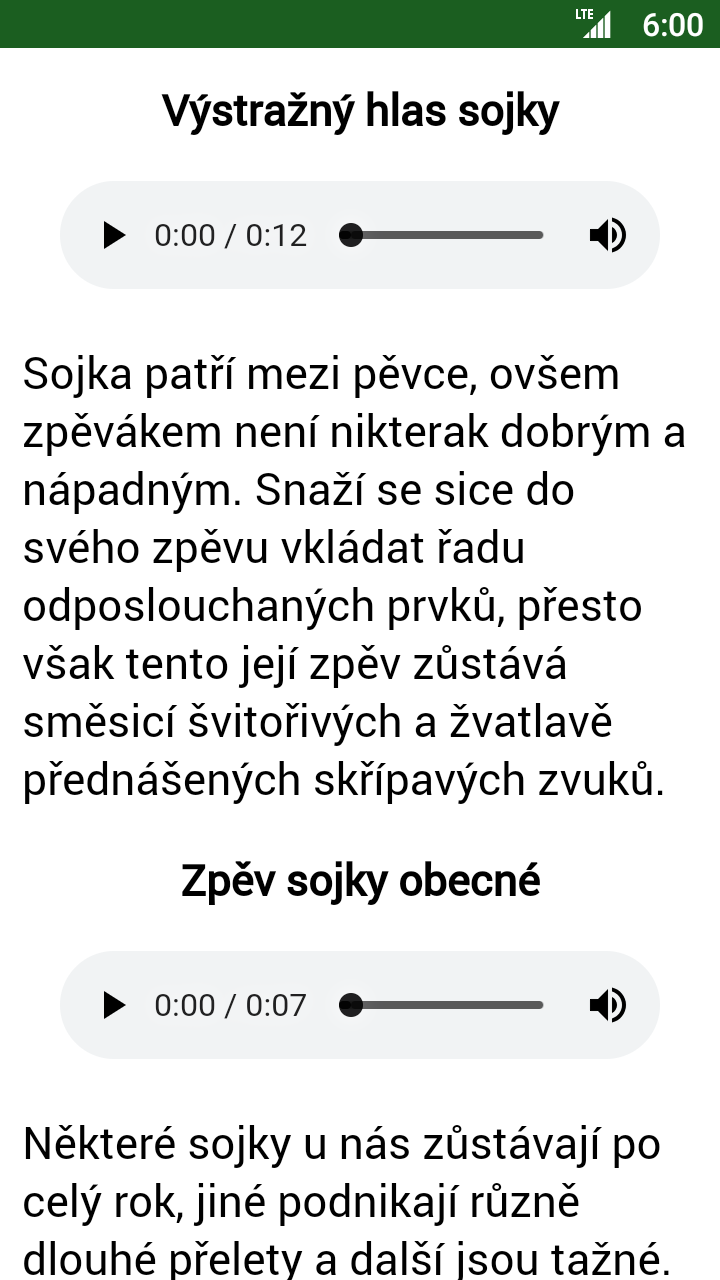 LTE 6:00
Výstražný hlas sojky
0:00 / 0:12
Sojka patří mezi pěvce, ovšem
zpěvákem není nikterak dobrým a
nápadným. Snaží se sice do
svého zpěvu vkládat řadu
odposlouchaných prvků, přesto
však tento její zpěv zůstává
směsicí švitořivých a žvatlavě
přednášených skřípavých zvuků.
Zpěv sojky obecné
0:00 / 0:07
Některé sojky u nás zůstávají po
celý rok, jiné podnikají různě
dlouhé přelety a další jsou tažné.